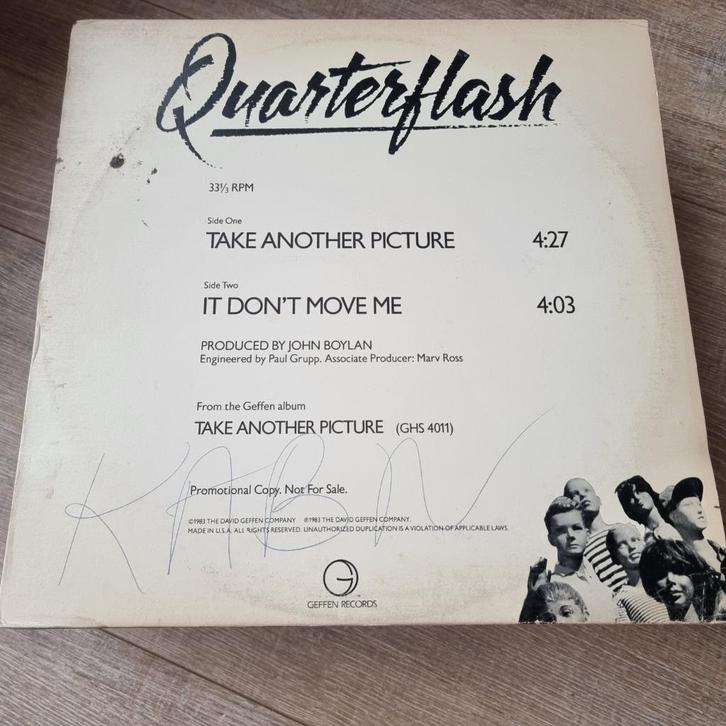 Quarterflash
33⅓ RPM
Side One
TAKE ANOTHER PICTURE 4:27
Side Two
IT DON'T MOVE ME 4:03
PRODUCED BY JOHN BOYLAN
Engineered by Paul Grupp. Associate Producer: Marv Ross
From the Geffen album
TAKE ANOTHER PICTURE (GHS 4011)
KABN
Promotional Copy. Not For Sale.
©1983 THE DAVID GEFFEN COMPANY ℗1983 THE DAVID GEFFEN COMPANY.
MADE IN U.S.A. ALL RIGHTS RESERVED. UNAUTHORIZED DUPLICATION IS A VIOLATION OF APPLICABLE LAWS.
G
GEFFEN RECORDS